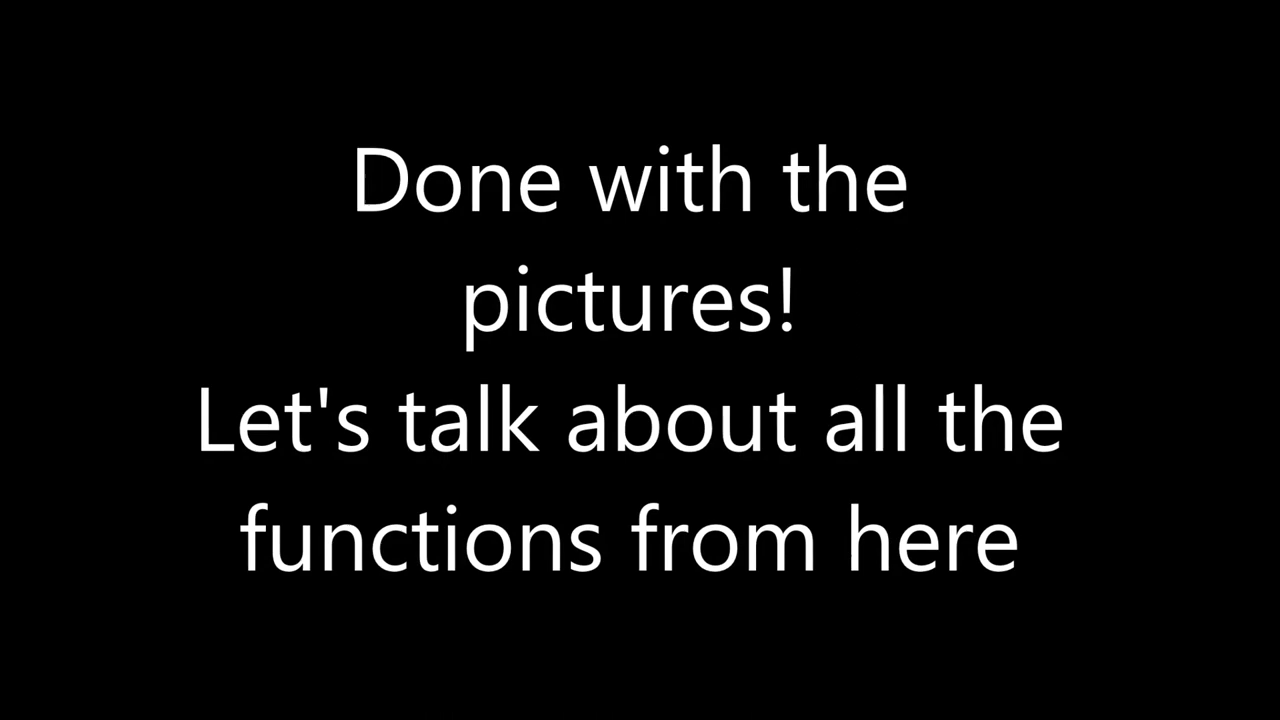 Done with the
pictures!
Let's talk about all the
functions from here